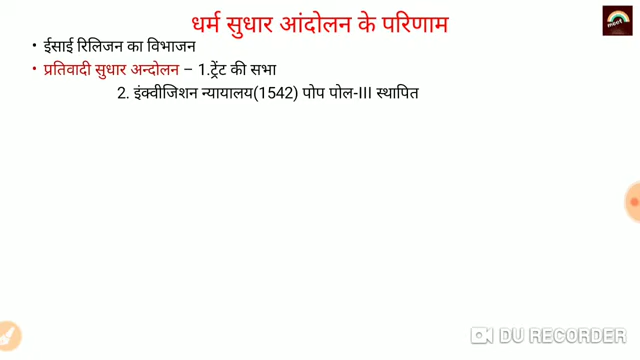 धर्म सुधार आंदोलन के परिणाम
• ईसाई रिलिजन का विभाजन
• प्रतिवादी सुधार अन्दोलन – 1.ट्रेंट की सभा
2. इंक्वीजिशन न्यायालय(1542) पोप पोल-III स्थापित
DU RECORDER